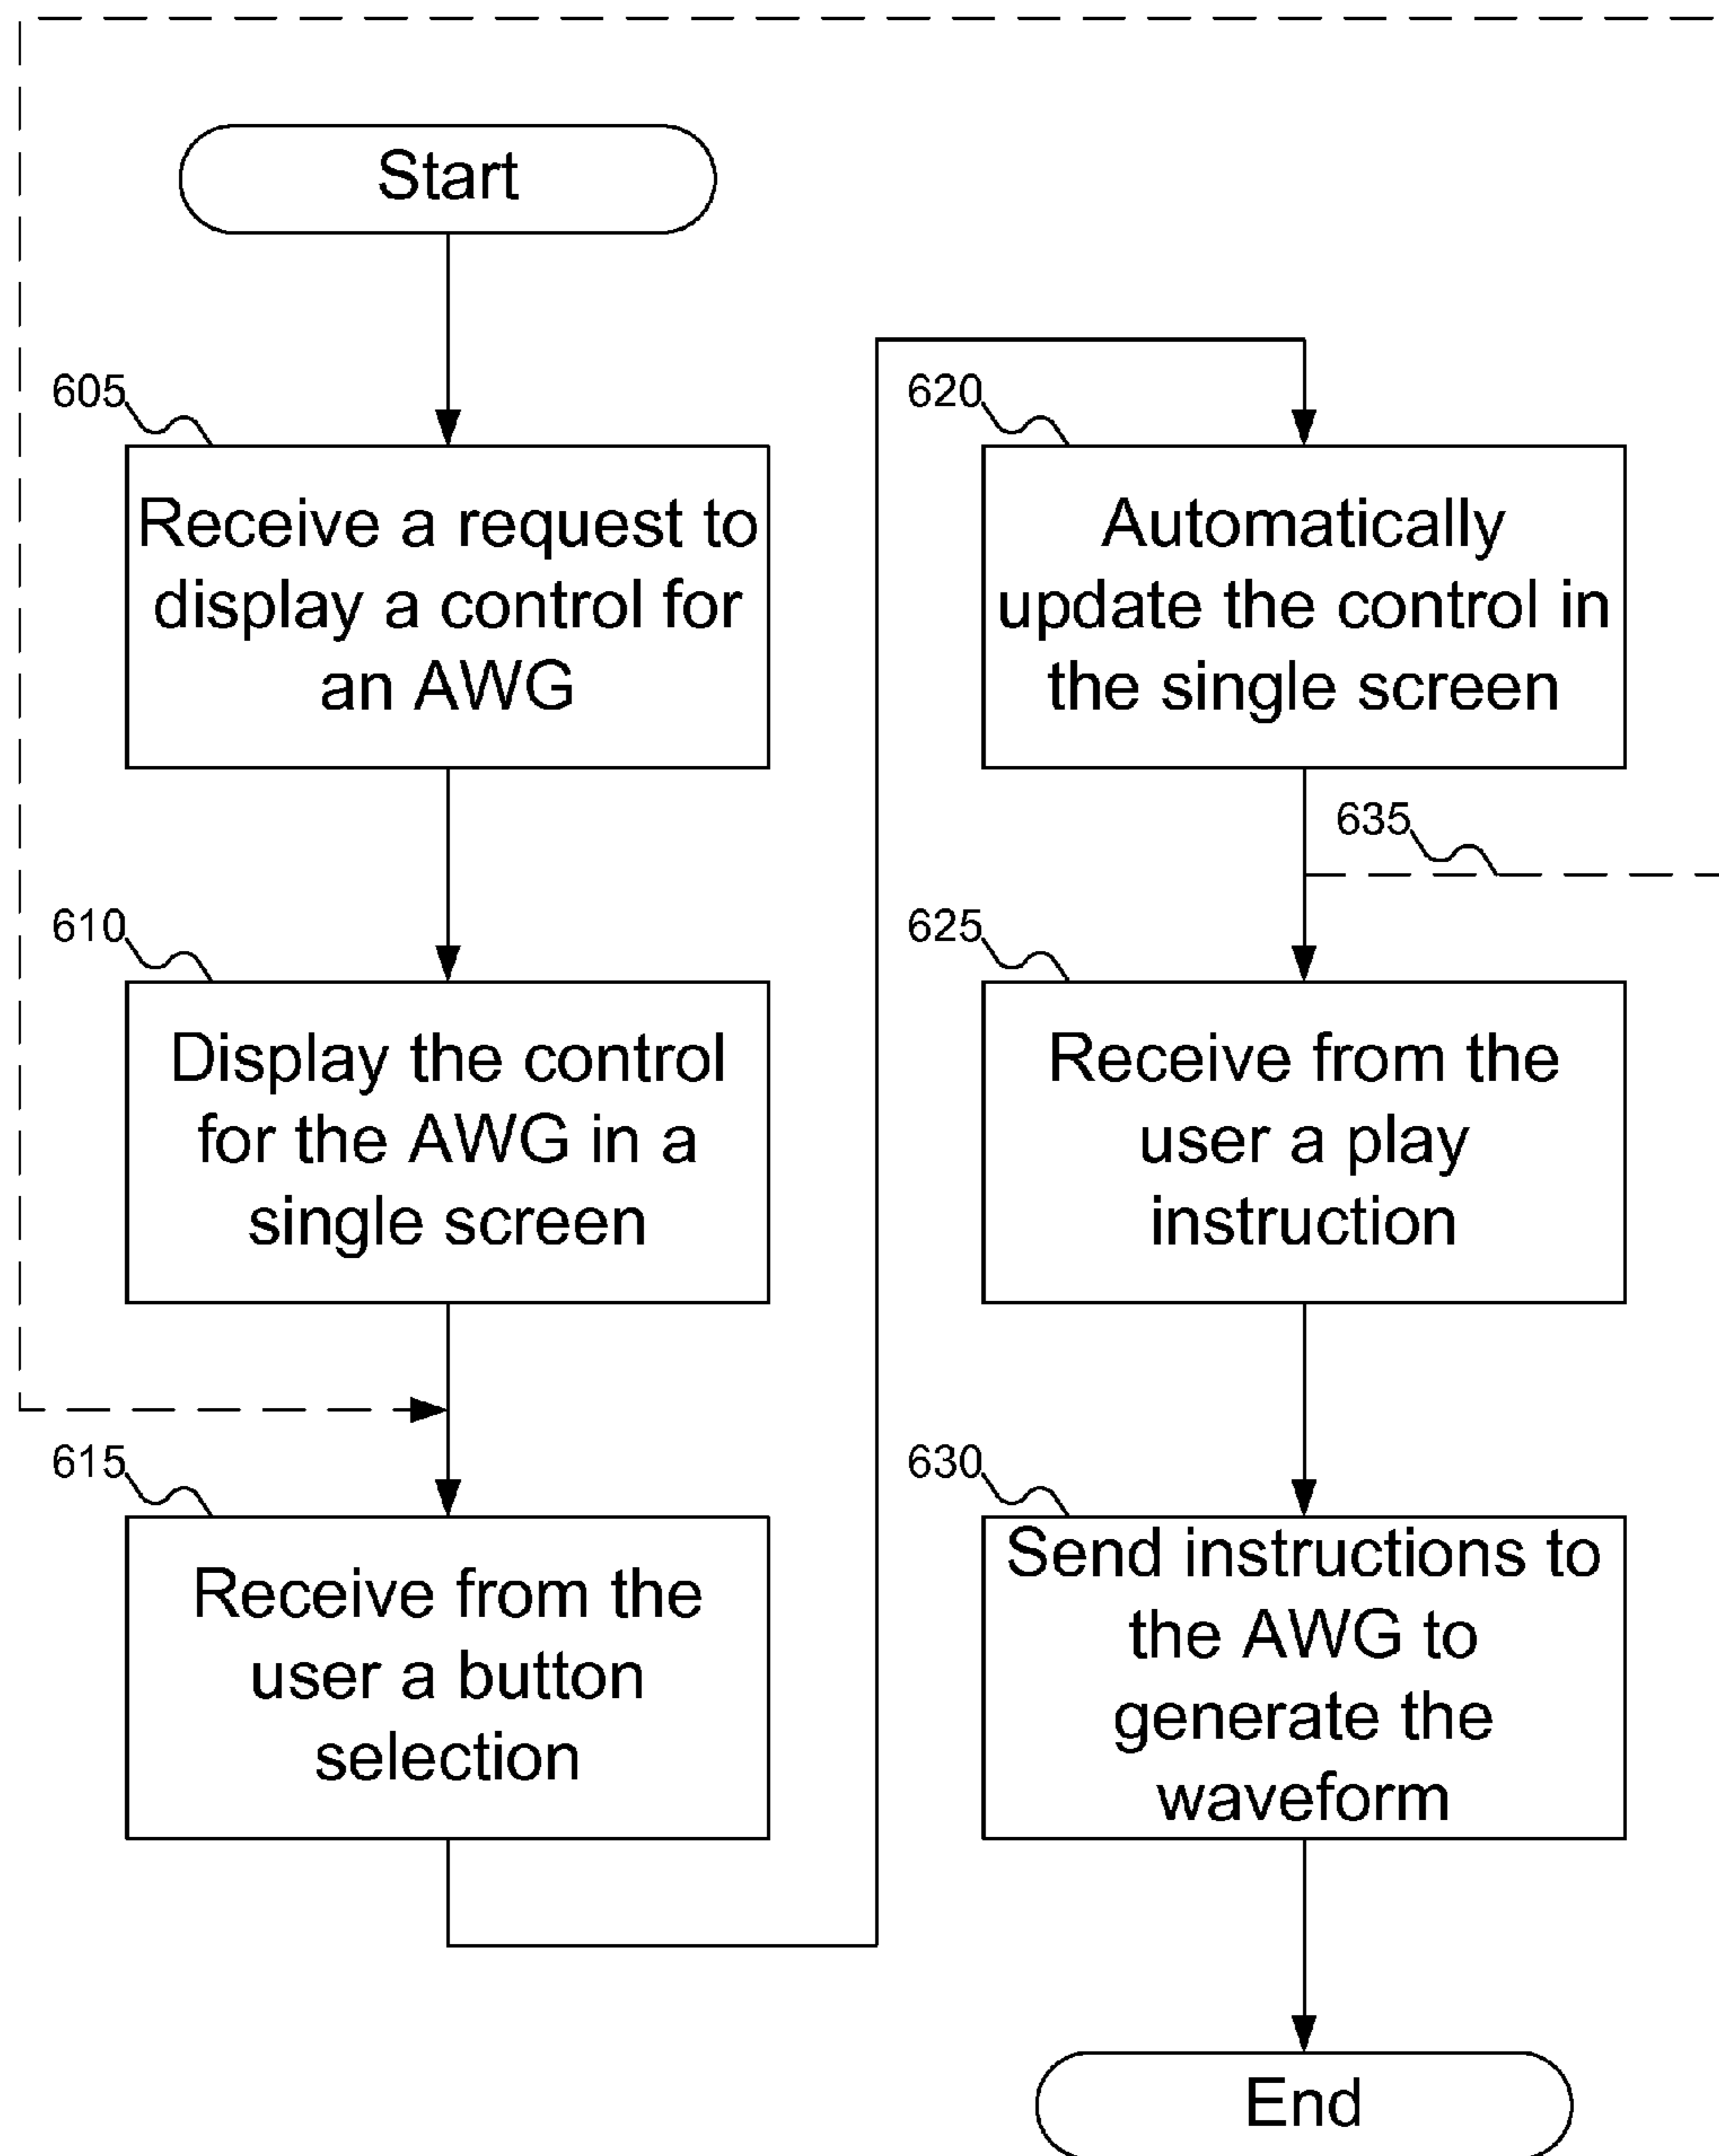 Start
605
Receive a request to
display a control for
an AWG
610
Display the control
for the AWG in a
single screen
615
Receive from the
user a button
selection
620
Automatically
update the control in
the single screen
635
625
Receive from the
user a play
instruction
630
Send instructions to
the AWG to
generate the
waveform
End